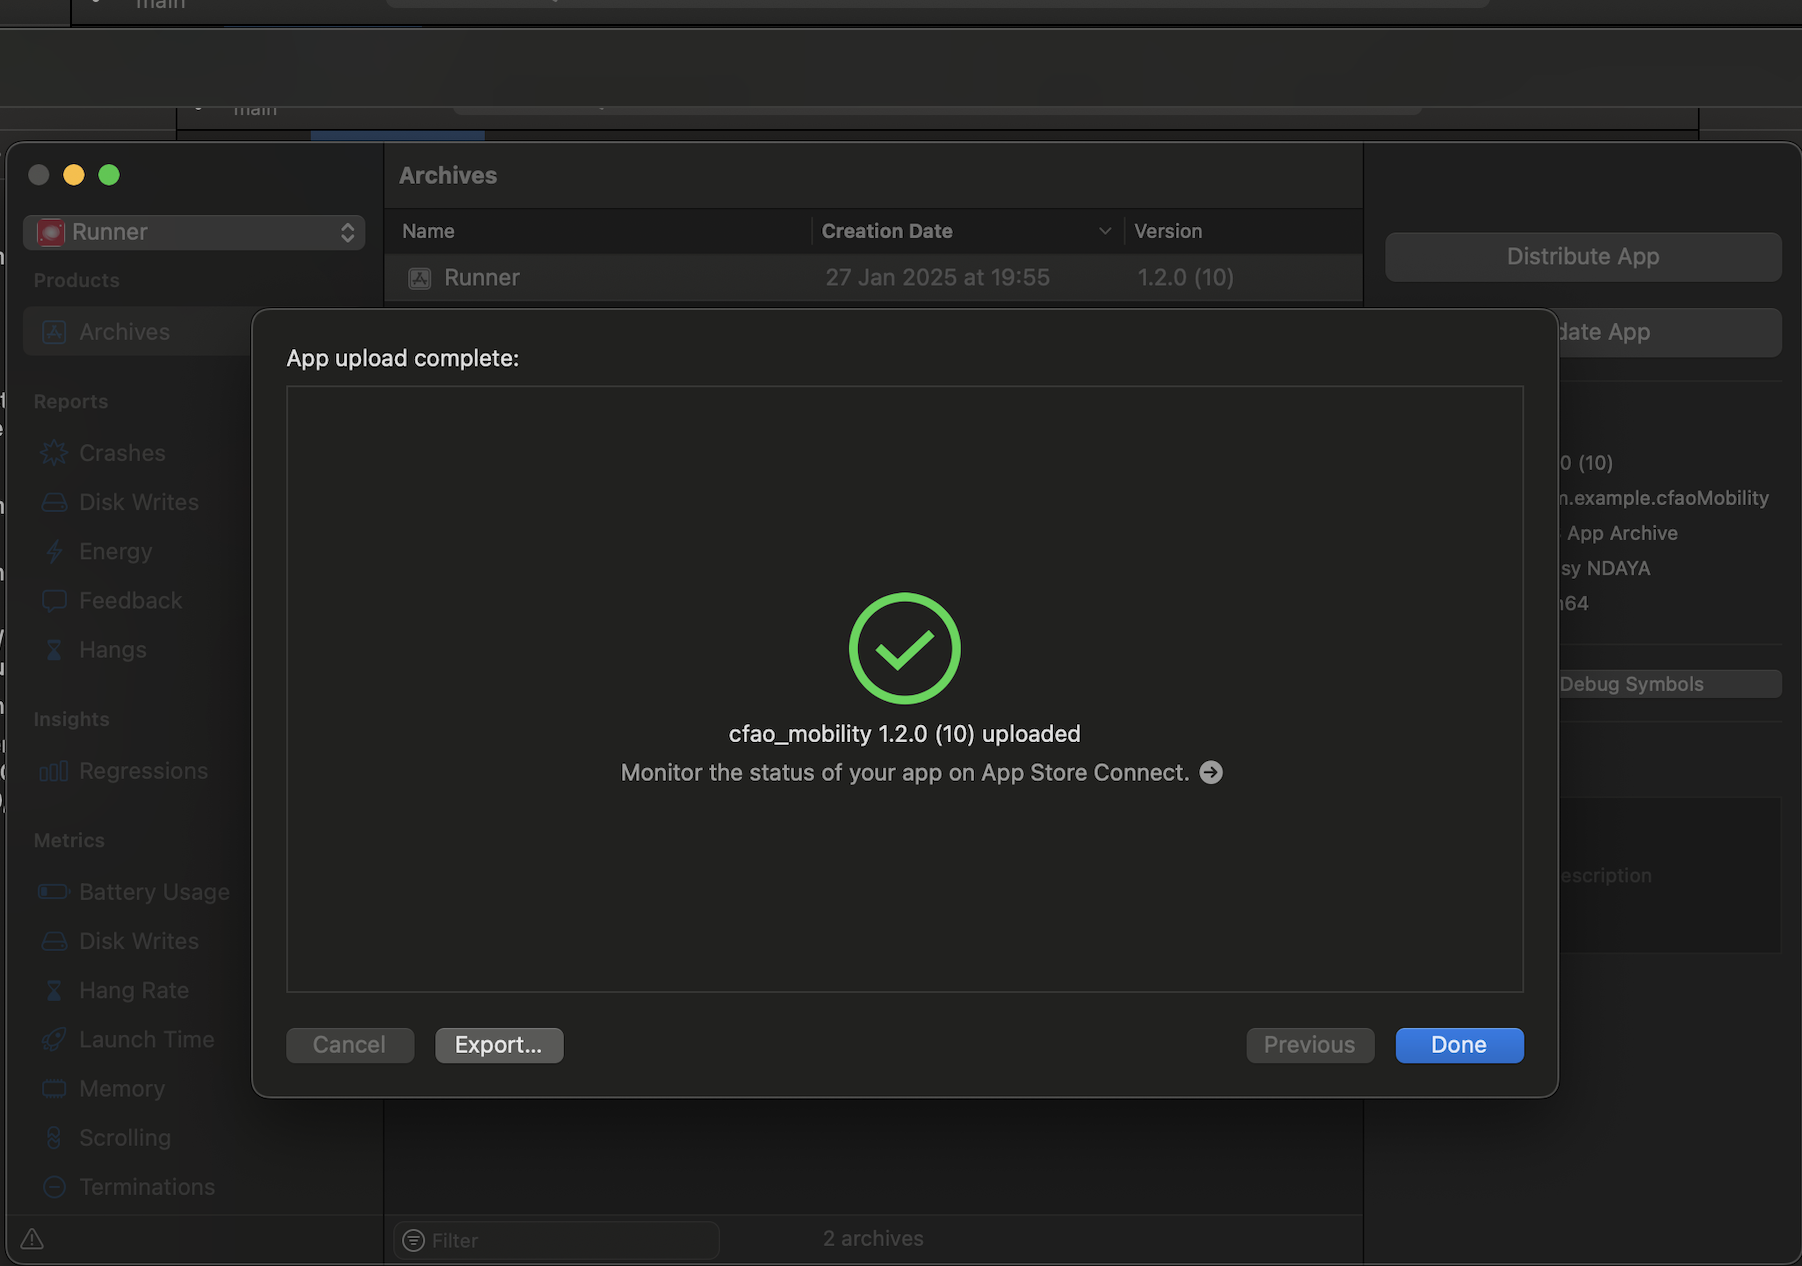 main
main
Archives
Runner
Name
Creation Date
Version
Distribute App
Products
Runner
27 Jan 2025 at 19:55
1.2.0 (10)
Archives
date App
App upload complete:
Reports
Crashes
0 (10)
Disk Writes
m.example.cfaoMobility
App Archive
Energy
sy NDAYA
Feedback
64
Hangs
Debug Symbols
Insights
cfao_mobility 1.2.0 (10) uploaded
Regressions
Monitor the status of your app on App Store Connect.
Metrics
escription
Battery Usage
Disk Writes
Hang Rate
Launch Time
Cancel
Export...
Previous
Done
Memory
Scrolling
Terminations
Filter
2 archives